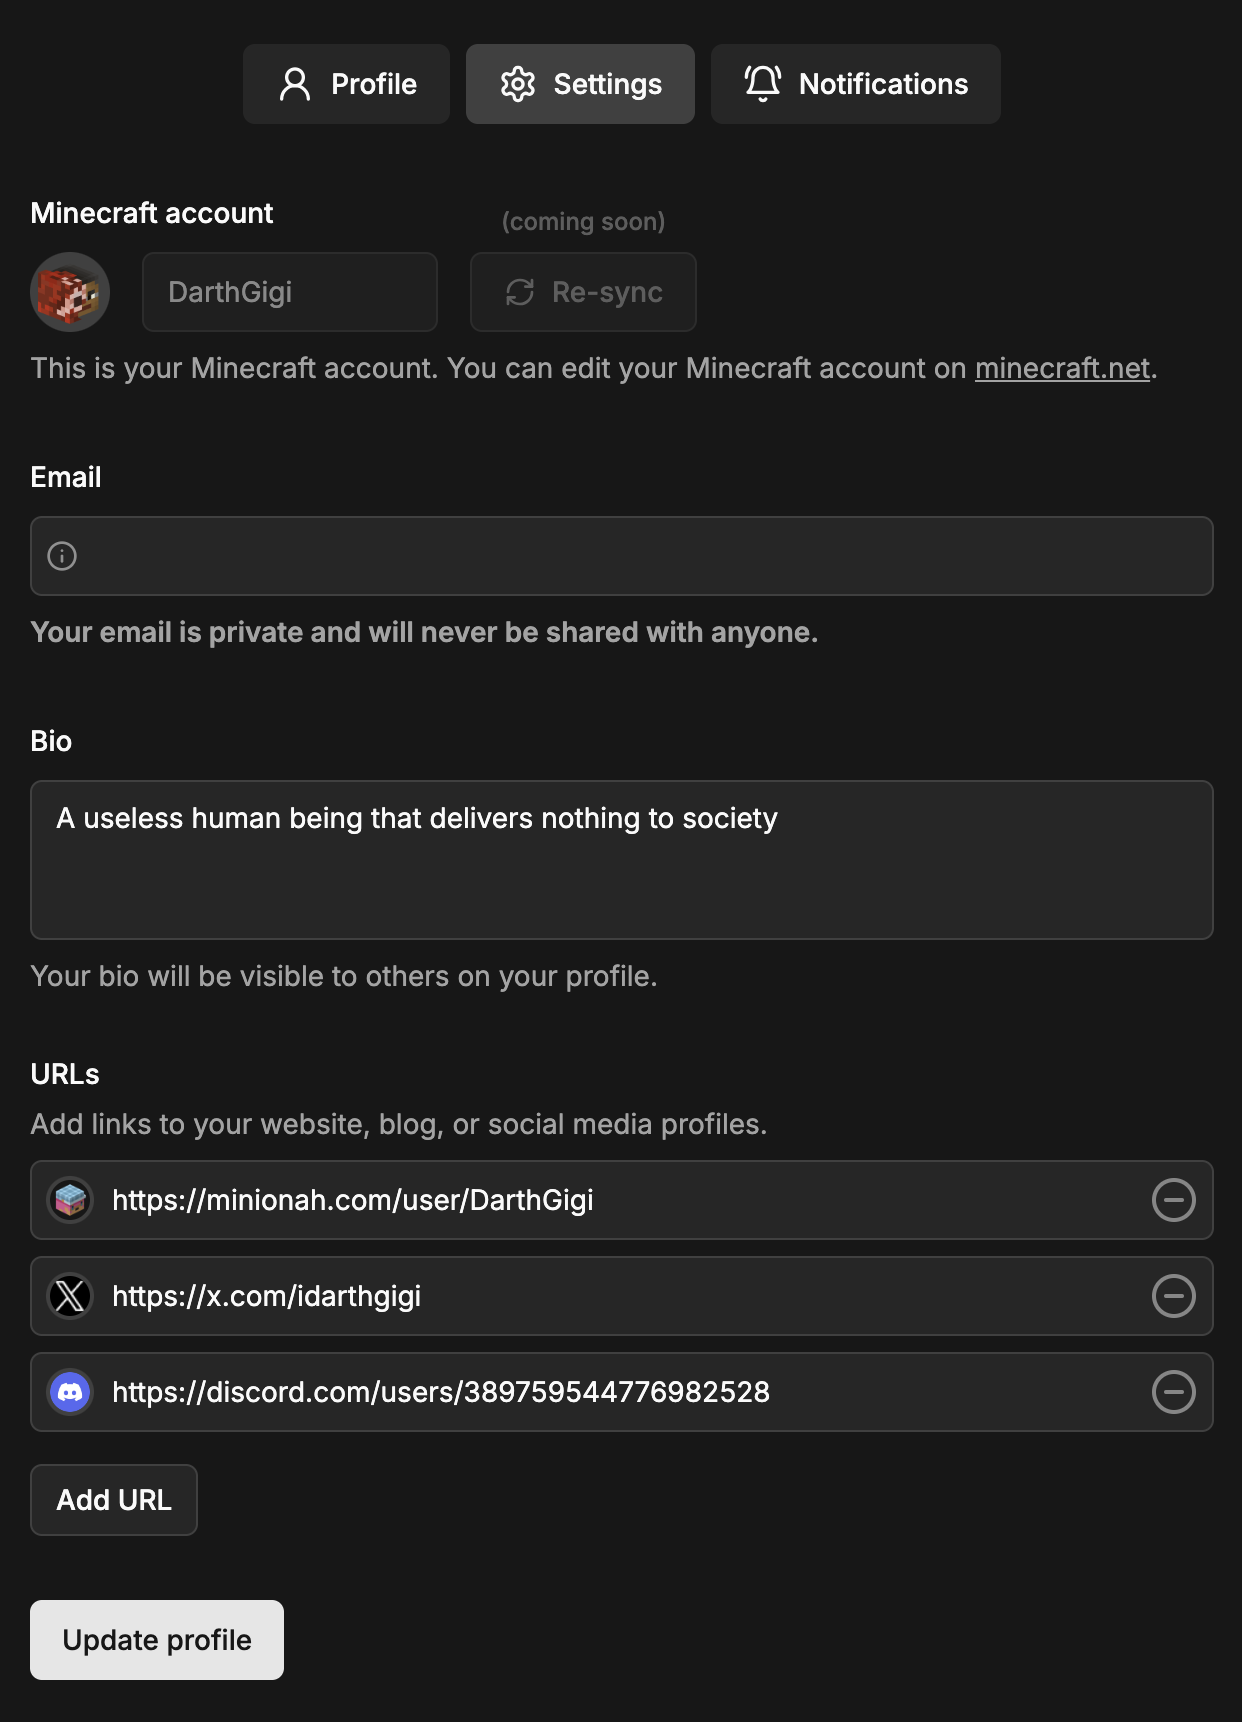 Profile
Settings
Notifications
Minecraft account
(coming soon)
DarthGigi
Re-sync
This is your Minecraft account. You can edit your Minecraft account on minecraft.net.
Email
Your email is private and will never be shared with anyone.
Bio
A useless human being that delivers nothing to society
Your bio will be visible to others on your profile.
URLs
Add links to your website, blog, or social media profiles.
https://minionah.com/user/DarthGigi
https://x.com/idarthgigi
https://discord.com/users/389759544776982528
Add URL
Update profile